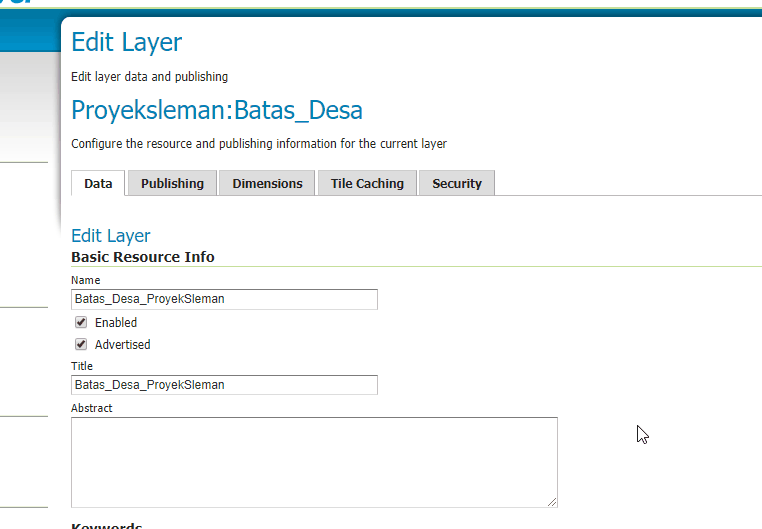 Edit Layer
Edit layer data and publishing
Proyeksleman:Batas_Desa
Configure the resource and publishing information for the current layer
Data Publishing Dimensions Tile Caching Security
Edit Layer
Basic Resource Info
Name
Batas_Desa_ProyekSleman
Enabled
Advertised
Title
Batas_Desa_ProyekSleman
Abstract
Keywords